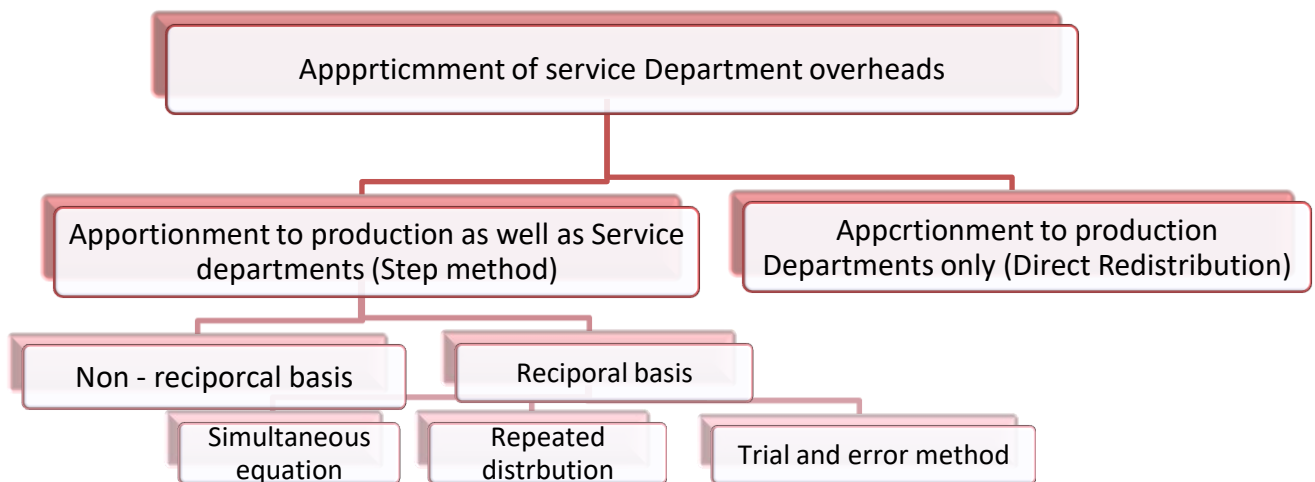 Appprticmment of service Department overheads
Apportionment to production as well as Service
departments (Step method)
Appcrtionment to production
Departments only (Direct Redistribution)
Non - reciporcal basis
Reciporal basis
Simultaneous
equation
Repeated
distrbution
Trial and error method